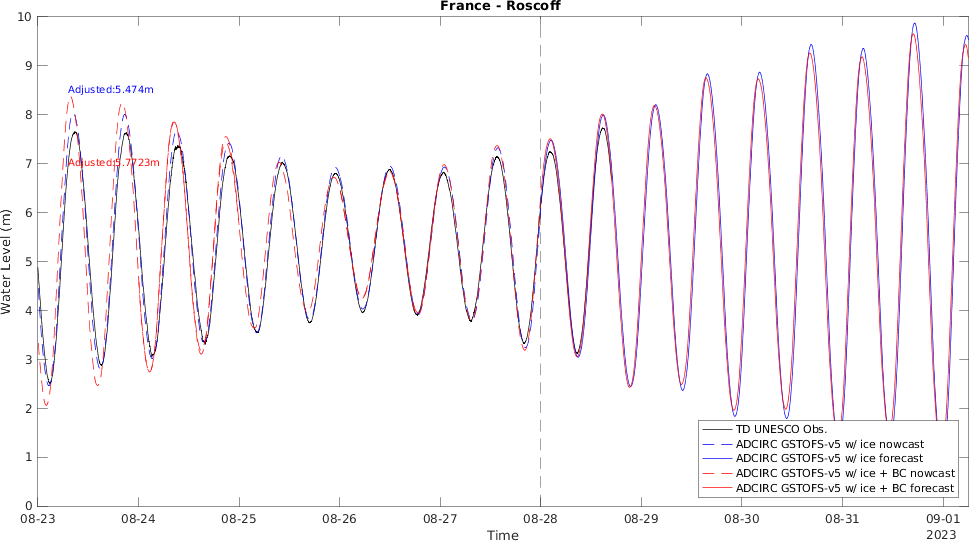 France - Roscoff
Water Level (m)
10
9
8
7
6
5
4
3
2
1
0
Adjusted:5.474m
Adjusted:5.7723m
TD UNESCO Obs.
ADCIRC GSTOFS-v5 w/ ice nowcast
ADCIRC GSTOFS-v5 w/ ice forecast
ADCIRC GSTOFS-v5 w/ ice + BC nowcast
ADCIRC GSTOFS-v5 w/ ice + BC forecast
08-23 08-24 08-25 08-26 08-27 08-28 08-29 08-30 08-31 09-01
2023
Time